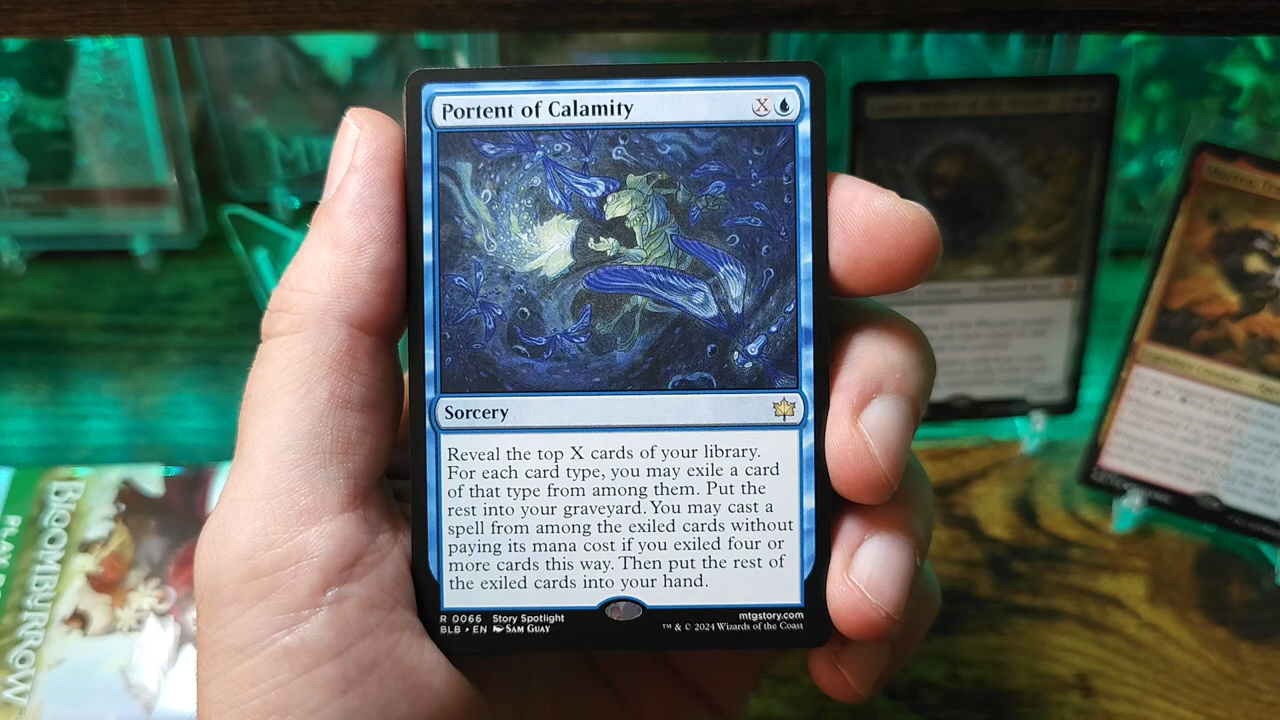 Portent of Calamity X
Sorcery
Reveal the top X cards of your library.
For each card type, you may exile a card
of that type from among them. Put the
rest into your graveyard. You may cast a
spell from among the exiled cards without
paying its mana cost if you exiled four or
more cards this way. Then put the rest of
the exiled cards into your hand.
R 0066 Story Spotlight
BLB • EN SAM GUAY
mtgstory.com
™ & © 2024 Wizards of the Coast
BLOOMBURROW
PLAY